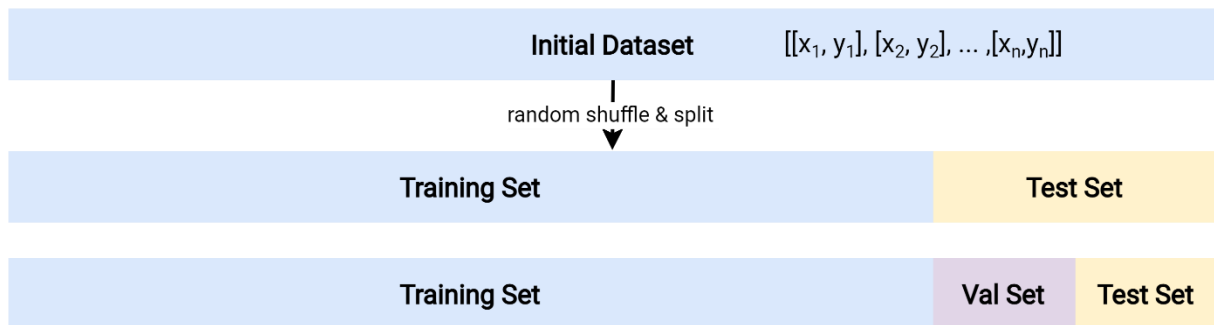 Initial Dataset [[x₁, y₁], [x₂, y₂], ... ,[xₙ,yₙ]]
random shuffle & split
Training Set Test Set
Training Set Val Set Test Set